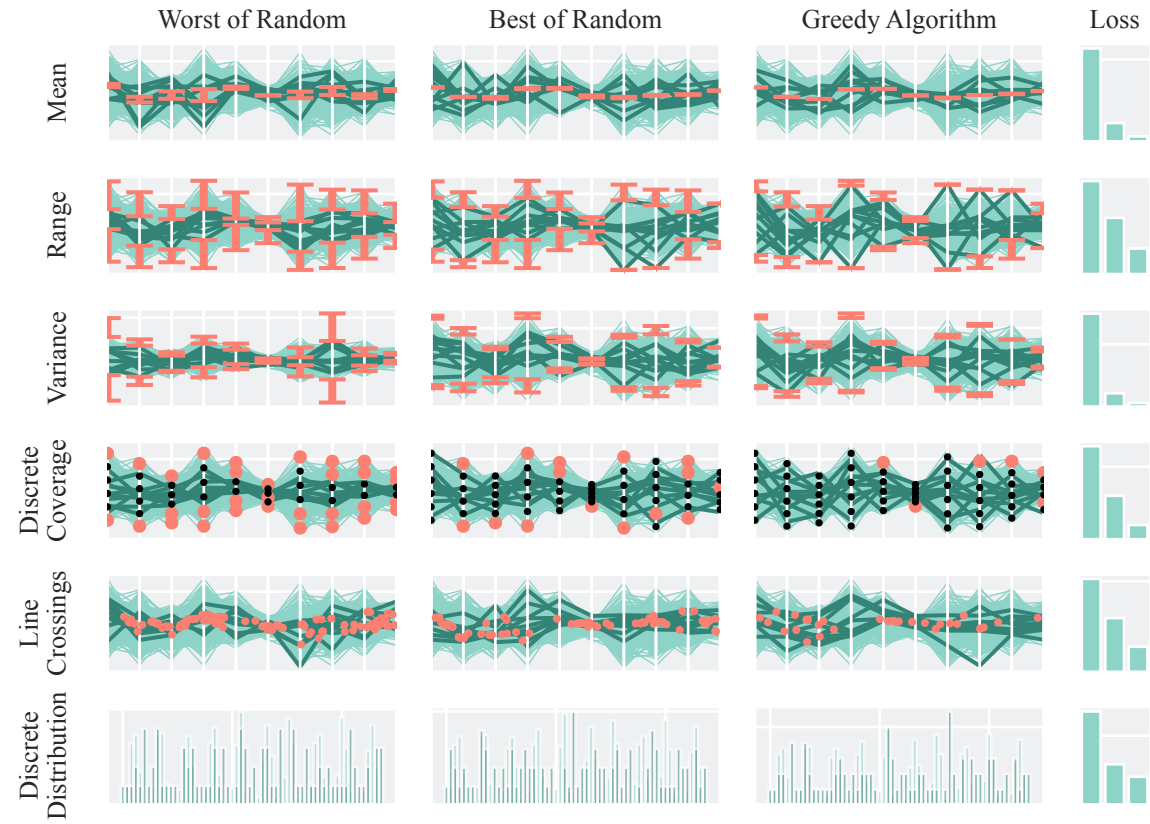 Worst of Random
Best of Random
Greedy Algorithm
Loss
Mean
Range
Variance
Discrete
Coverage
Line
Crossings
Discrete
Distribution